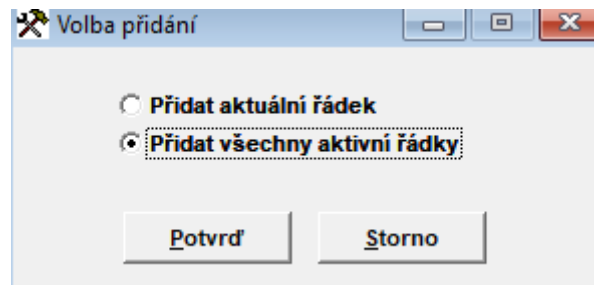 Volba přidání
Přidat aktuální řádek
Přidat všechny aktivní řádky
Potvrď
Storno